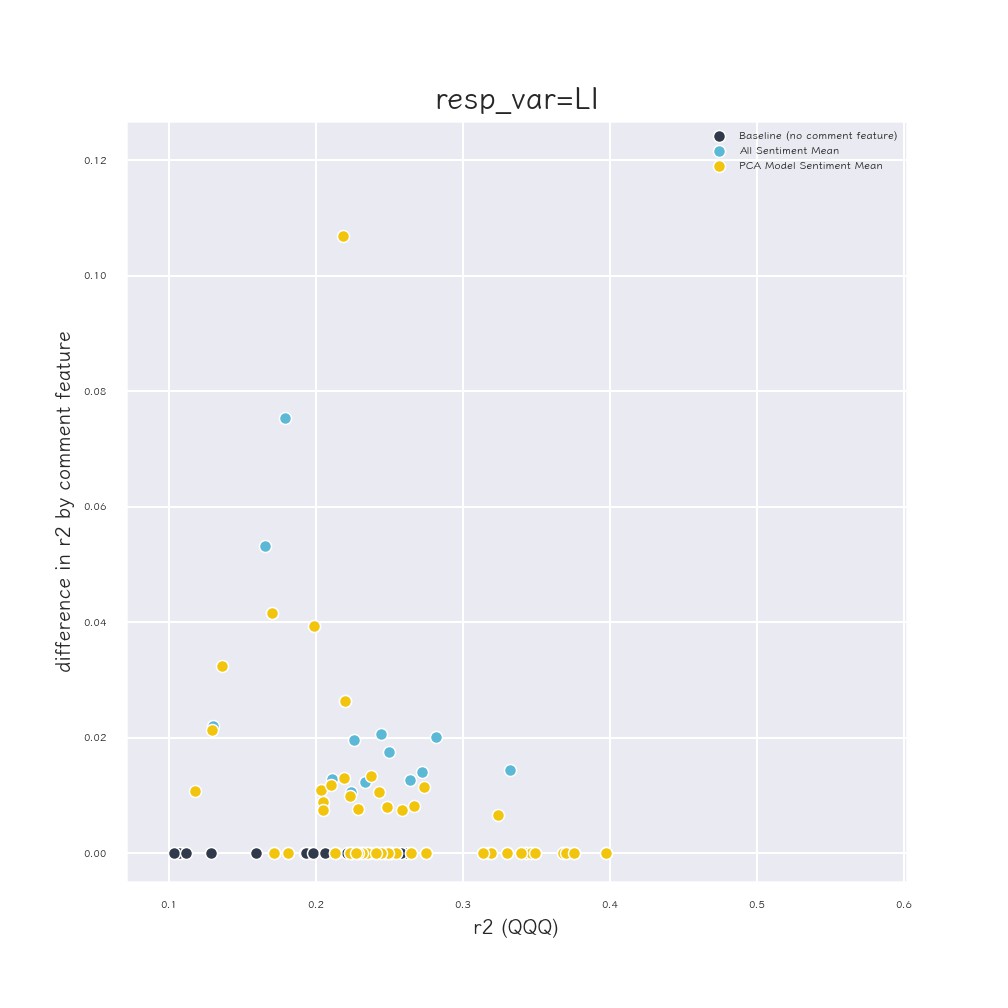 resp_var=LI
Baseline (no comment feature)
All Sentiment Mean
PCA Model Sentiment Mean
difference in r2 by comment feature
0.12
0.10
0.08
0.06
0.04
0.02
0.00
0.1 0.2 0.3 0.4 0.5 0.6
r2 (QQQ)